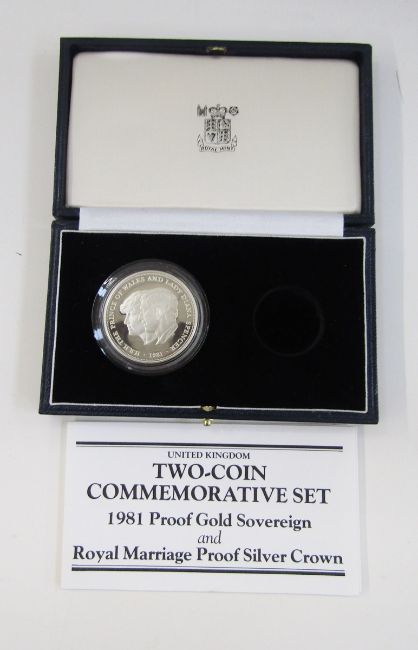 ROYAL MINT
H.R.H. THE PRINCE OF WALES AND LADY DIANA SPENCER
· 1981 ·
UNITED KINGDOM
TWO-COIN
COMMEMORATIVE SET
1981 Proof Gold Sovereign
and
Royal Marriage Proof Silver Crown